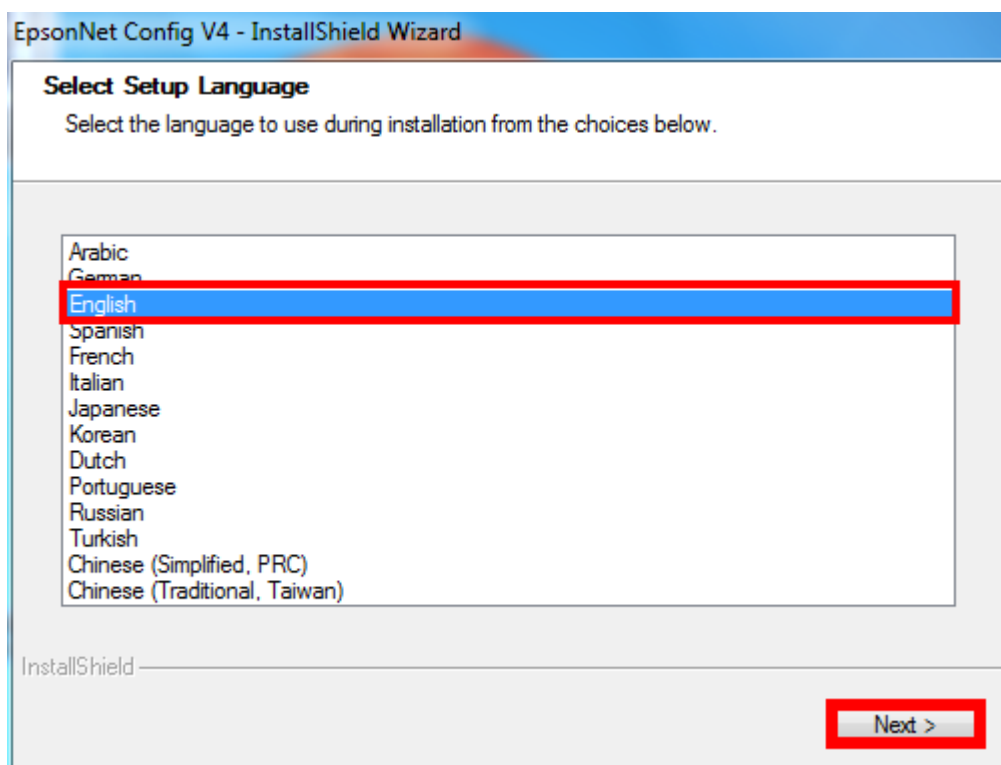 EpsonNet Config V4 - InstallShield Wizard
Select Setup Language
Select the language to use during installation from the choices below.
Arabic
German
English
Spanish
French
Italian
Japanese
Korean
Dutch
Portuguese
Russian
Turkish
Chinese (Simplified, PRC)
Chinese (Traditional, Taiwan)
InstallShield
Next >